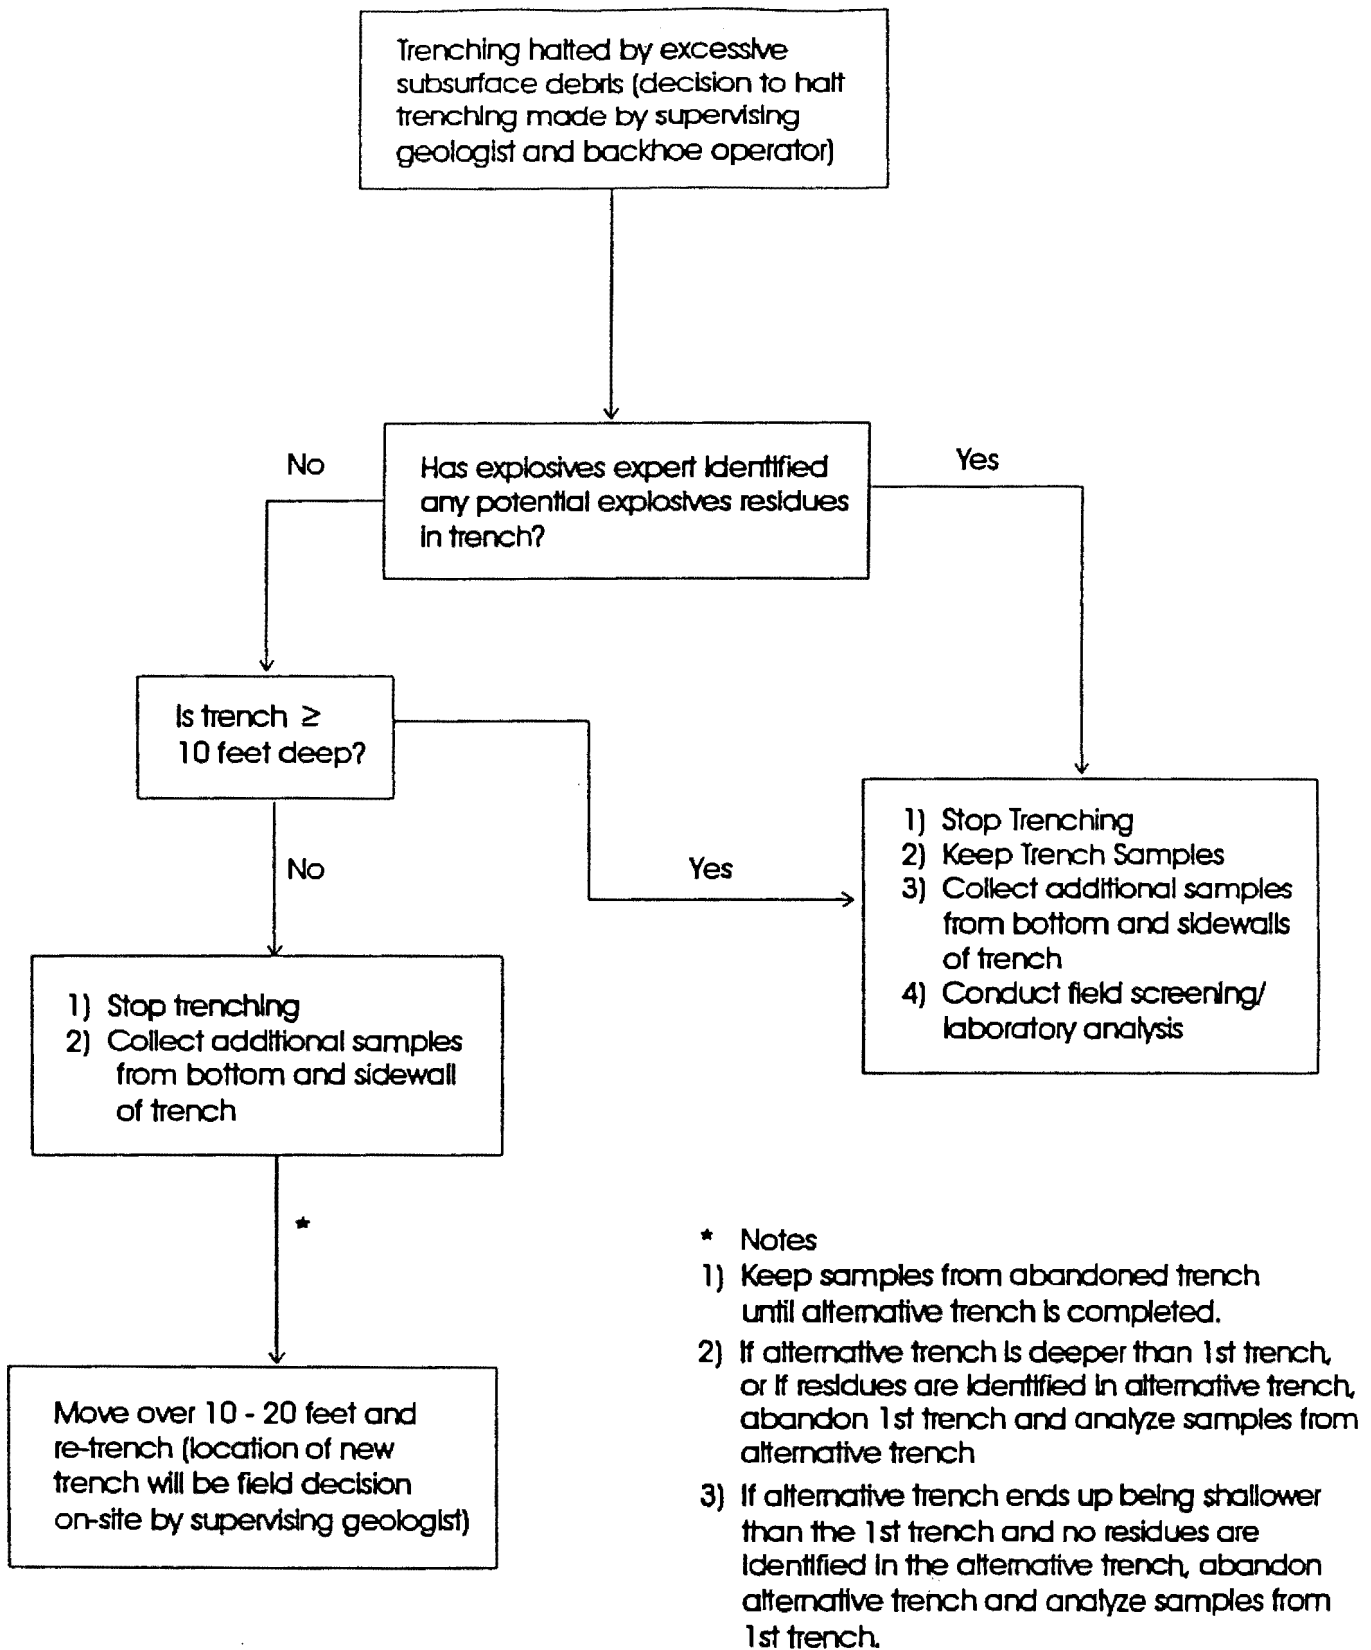 Trenching halted by excessive
subsurface debris (decision to halt
trenching made by supervising
geologist and backhoe operator)
No
Has explosives expert identified
any potential explosives residues
in trench?
Yes
Is trench ≥
10 feet deep?
No
Yes
1) Stop Trenching
2) Keep Trench Samples
3) Collect additional samples
from bottom and sidewalls
of trench
4) Conduct field screening/
laboratory analysis
1) Stop trenching
2) Collect additional samples
from bottom and sidewall
of trench
*
Move over 10 - 20 feet and
re-trench (location of new
trench will be field decision
on-site by supervising geologist)
* Notes
1) Keep samples from abandoned trench
until alternative trench is completed.
2) If alternative trench is deeper than 1st trench,
or if residues are identified in alternative trench,
abandon 1st trench and analyze samples from
alternative trench
3) If alternative trench ends up being shallower
than the 1st trench and no residues are
identified in the alternative trench, abandon
alternative trench and analyze samples from
1st trench.